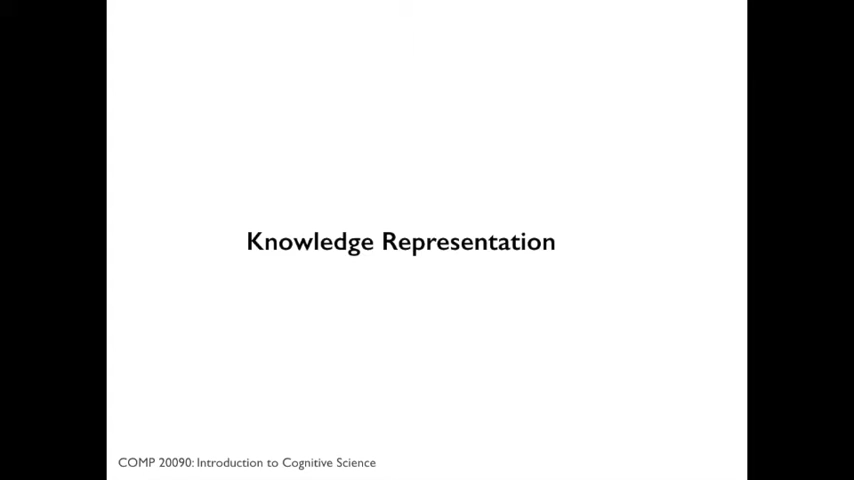 Knowledge Representation
COMP 20090: Introduction to Cognitive Science